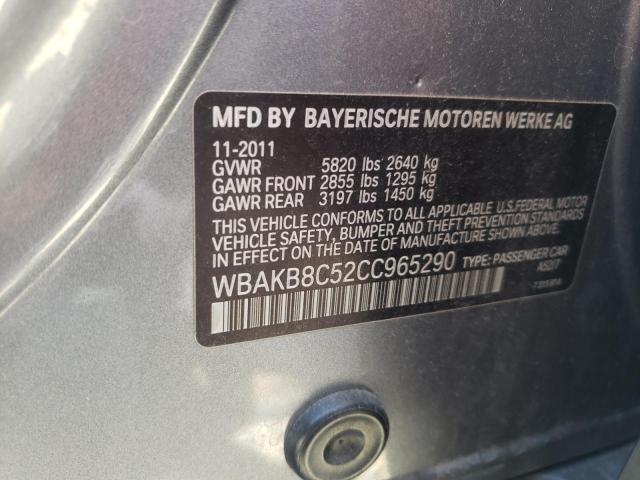 MFD BY BAYERISCHE MOTOREN WERKE AG
11-2011
GVWR 5820 lbs 2640 kg
GAWR FRONT 2855 lbs 1295 kg
GAWR REAR 3197 lbs 1450 kg
THIS VEHICLE CONFORMS TO ALL APPLICABLE U.S.FEDERAL MOTOR
VEHICLE SAFETY, BUMPER AND THEFT PREVENTION STANDARDS
IN EFFECT ON THE DATE OF MANUFACTURE SHOWN ABOVE.
WBAKB8C52CC965290 TYPE: PASSENGER CAR
A52/7